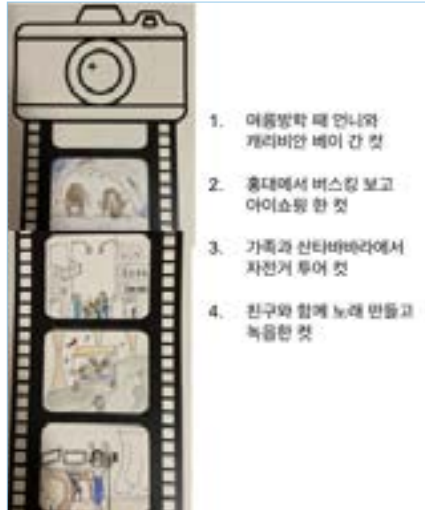 1. 여름방학 때 언니와
캐리비안 베이 간 컷
2. 홍대에서 버스킹 보고
아이쇼핑 한 컷
3. 가족과 산타바바라에서
자전거 투어 컷
4. 친구와 함께 노래 만들고
녹음한 컷